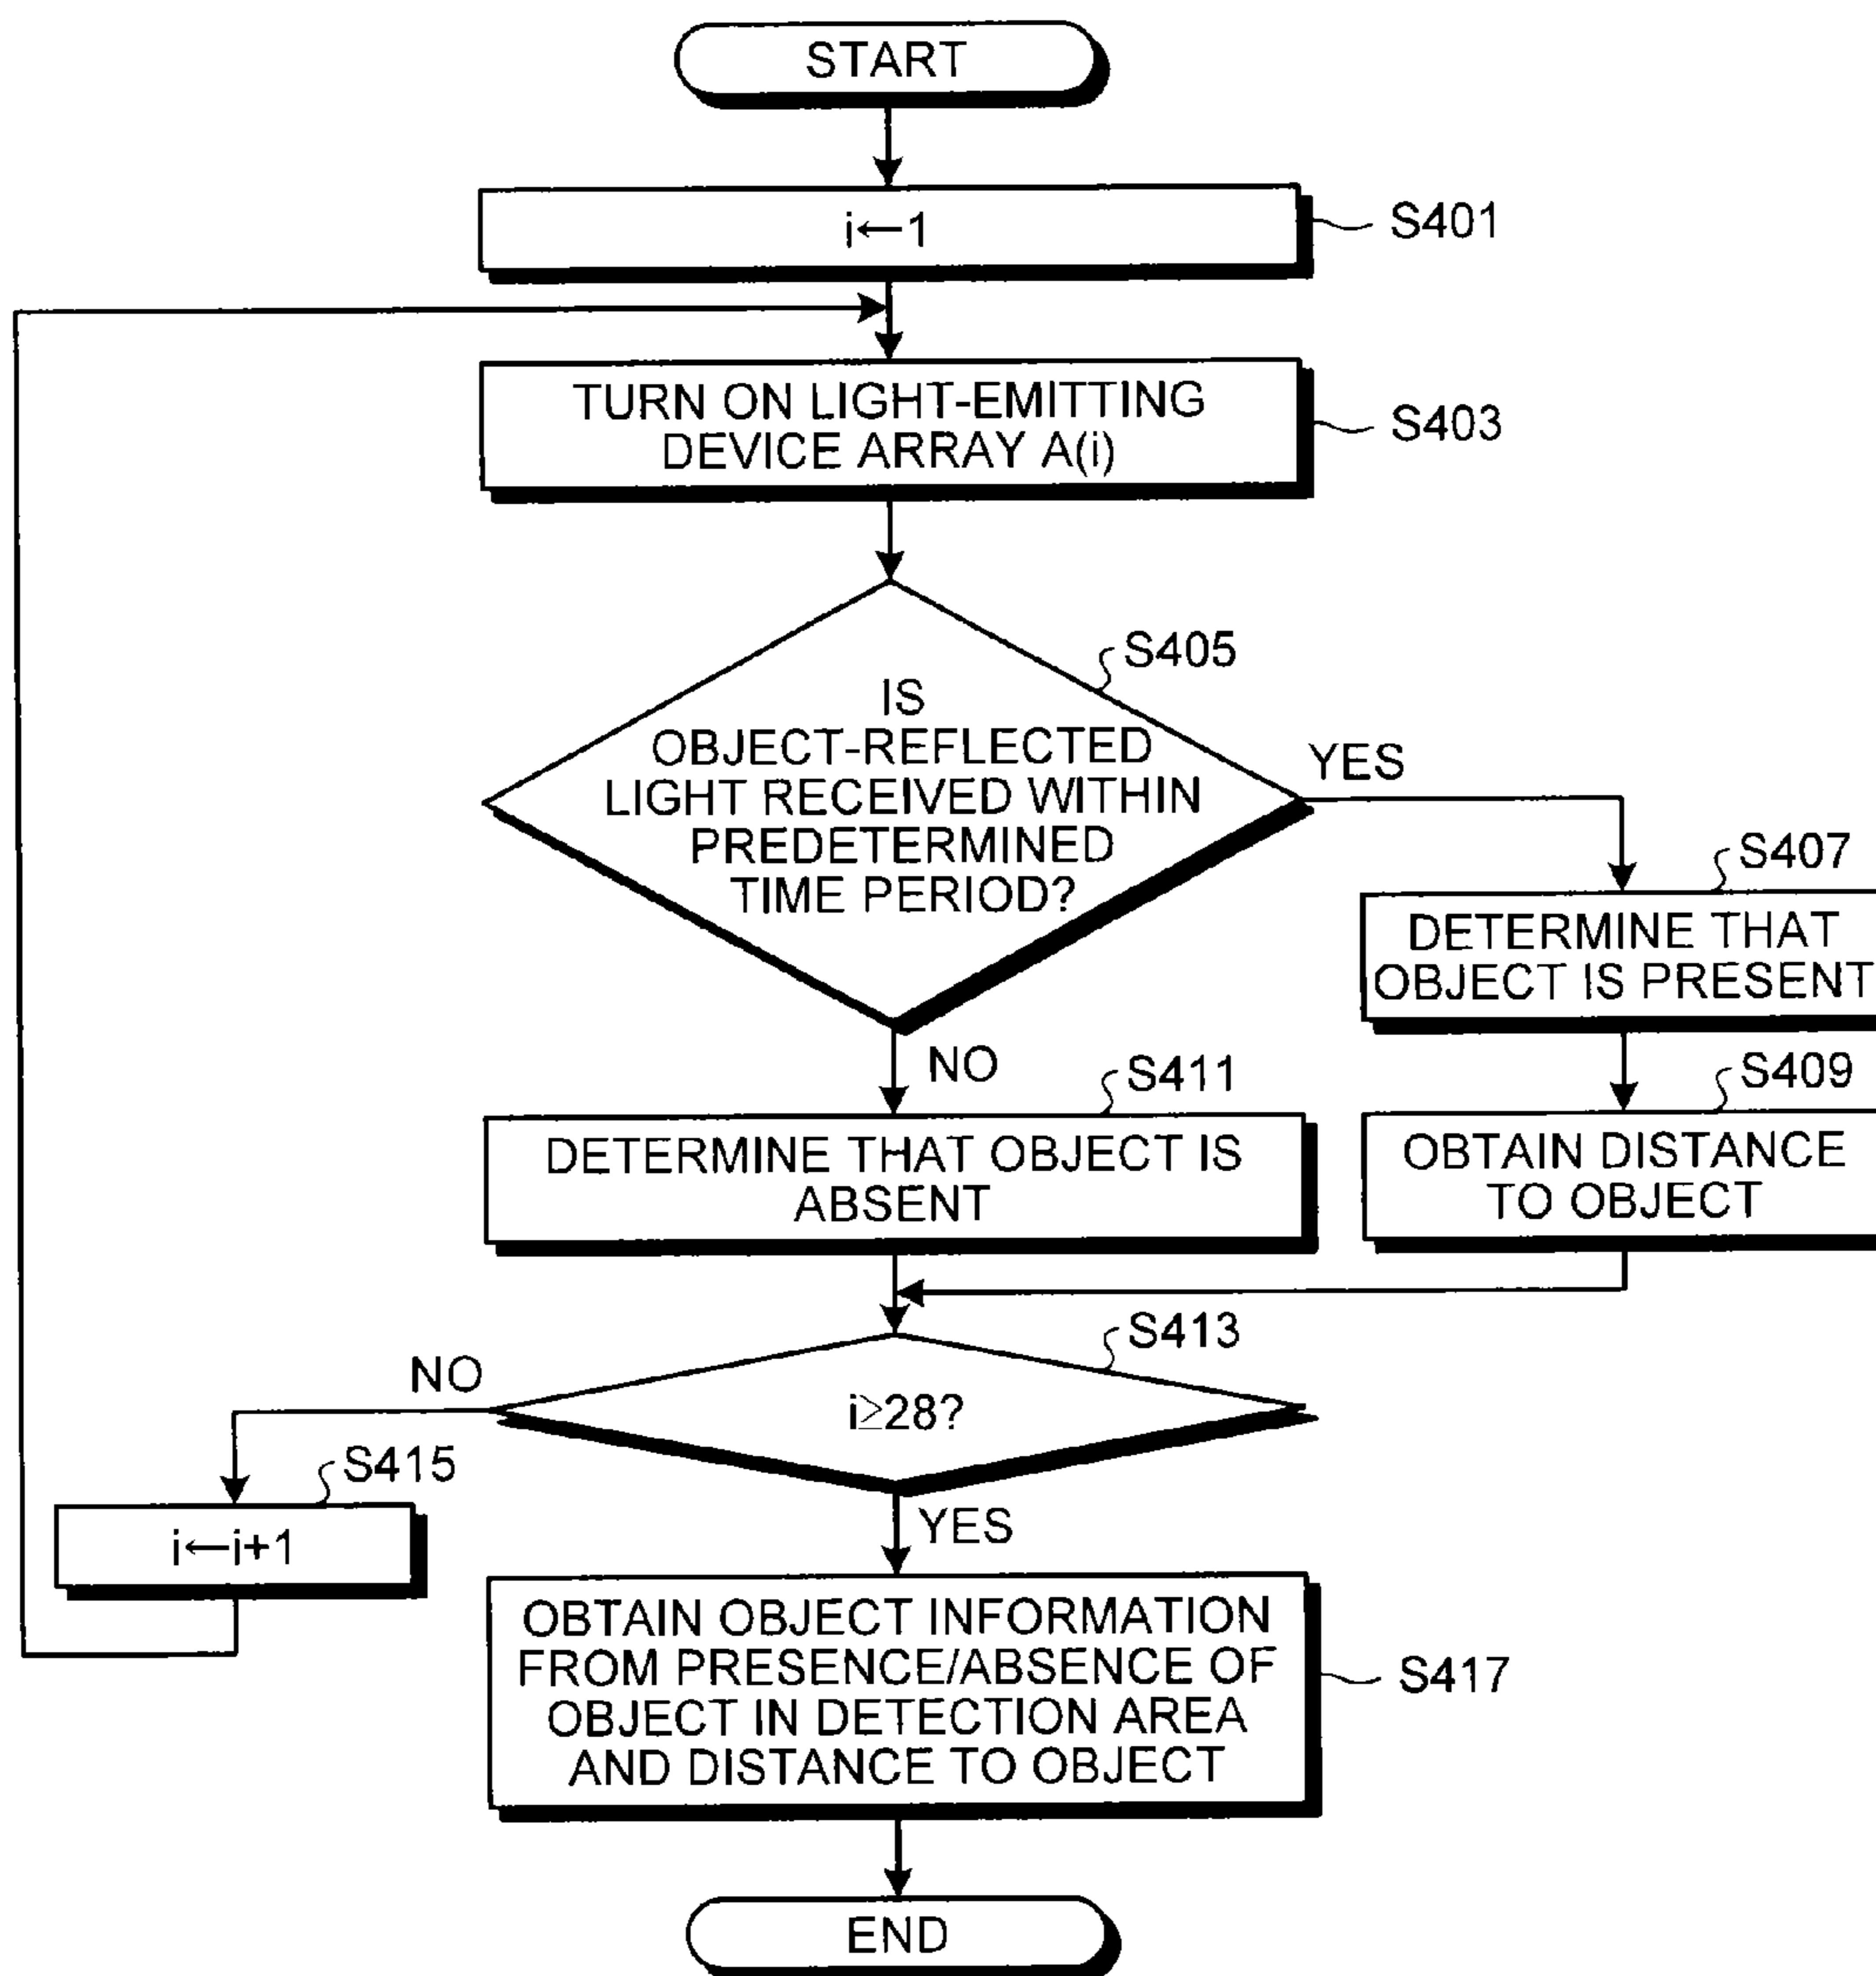 START
i←1
S401
TURN ON LIGHT-EMITTING
DEVICE ARRAY A(i)
S403
S405
IS
OBJECT-REFLECTED
LIGHT RECEIVED WITHIN
PREDETERMINED
TIME PERIOD?
YES
S407
DETERMINE THAT
OBJECT IS PRESENT
NO
S411
S409
DETERMINE THAT OBJECT IS
ABSENT
OBTAIN DISTANCE
TO OBJECT
S413
NO
i≥28?
S415
i←i+1
YES
OBTAIN OBJECT INFORMATION
FROM PRESENCE/ABSENCE OF
OBJECT IN DETECTION AREA
AND DISTANCE TO OBJECT
S417
END